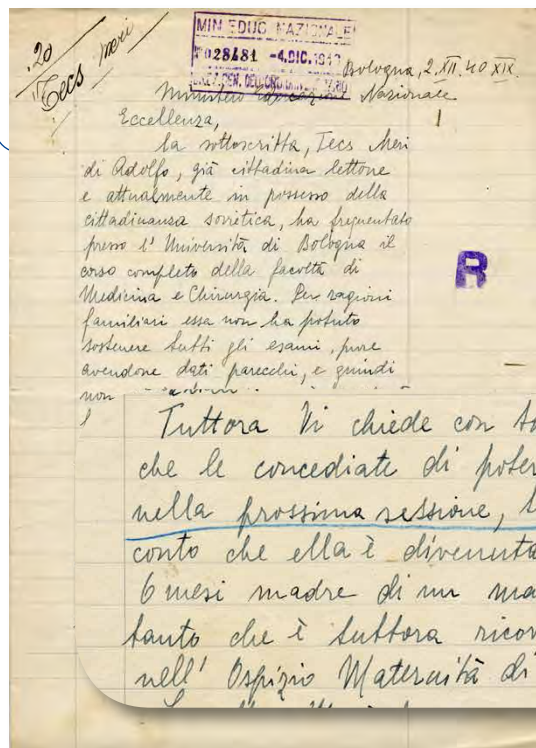 .20
Tecs Meri
MIN. EDUC. NAZIONALE
028481 -4.DIC.194
Bologna, 2.XII.40 XIX.
Ministero Nazionale
Eccellenza,
la sottoscritta, Tecs Meri
di Adolfo, già cittadina lettone
e attualmente in possesso della
cittadinanza sovietica, ha frequentato
presso l' Università di Bologna il
corso completo della facoltà di
Medicina e Chirurgia. Per ragioni
familiari essa non ha potuto
sostenere tutti gli esami, pure
avendone dati parecchi, e quindi
non
R
Tuttora Vi chiede con
che le concediate di poter
nella prossima sessione,
conto che ella è divenuta
6 mesi madre di un
tanto che è tuttora
nell' Ospizio Maternità di